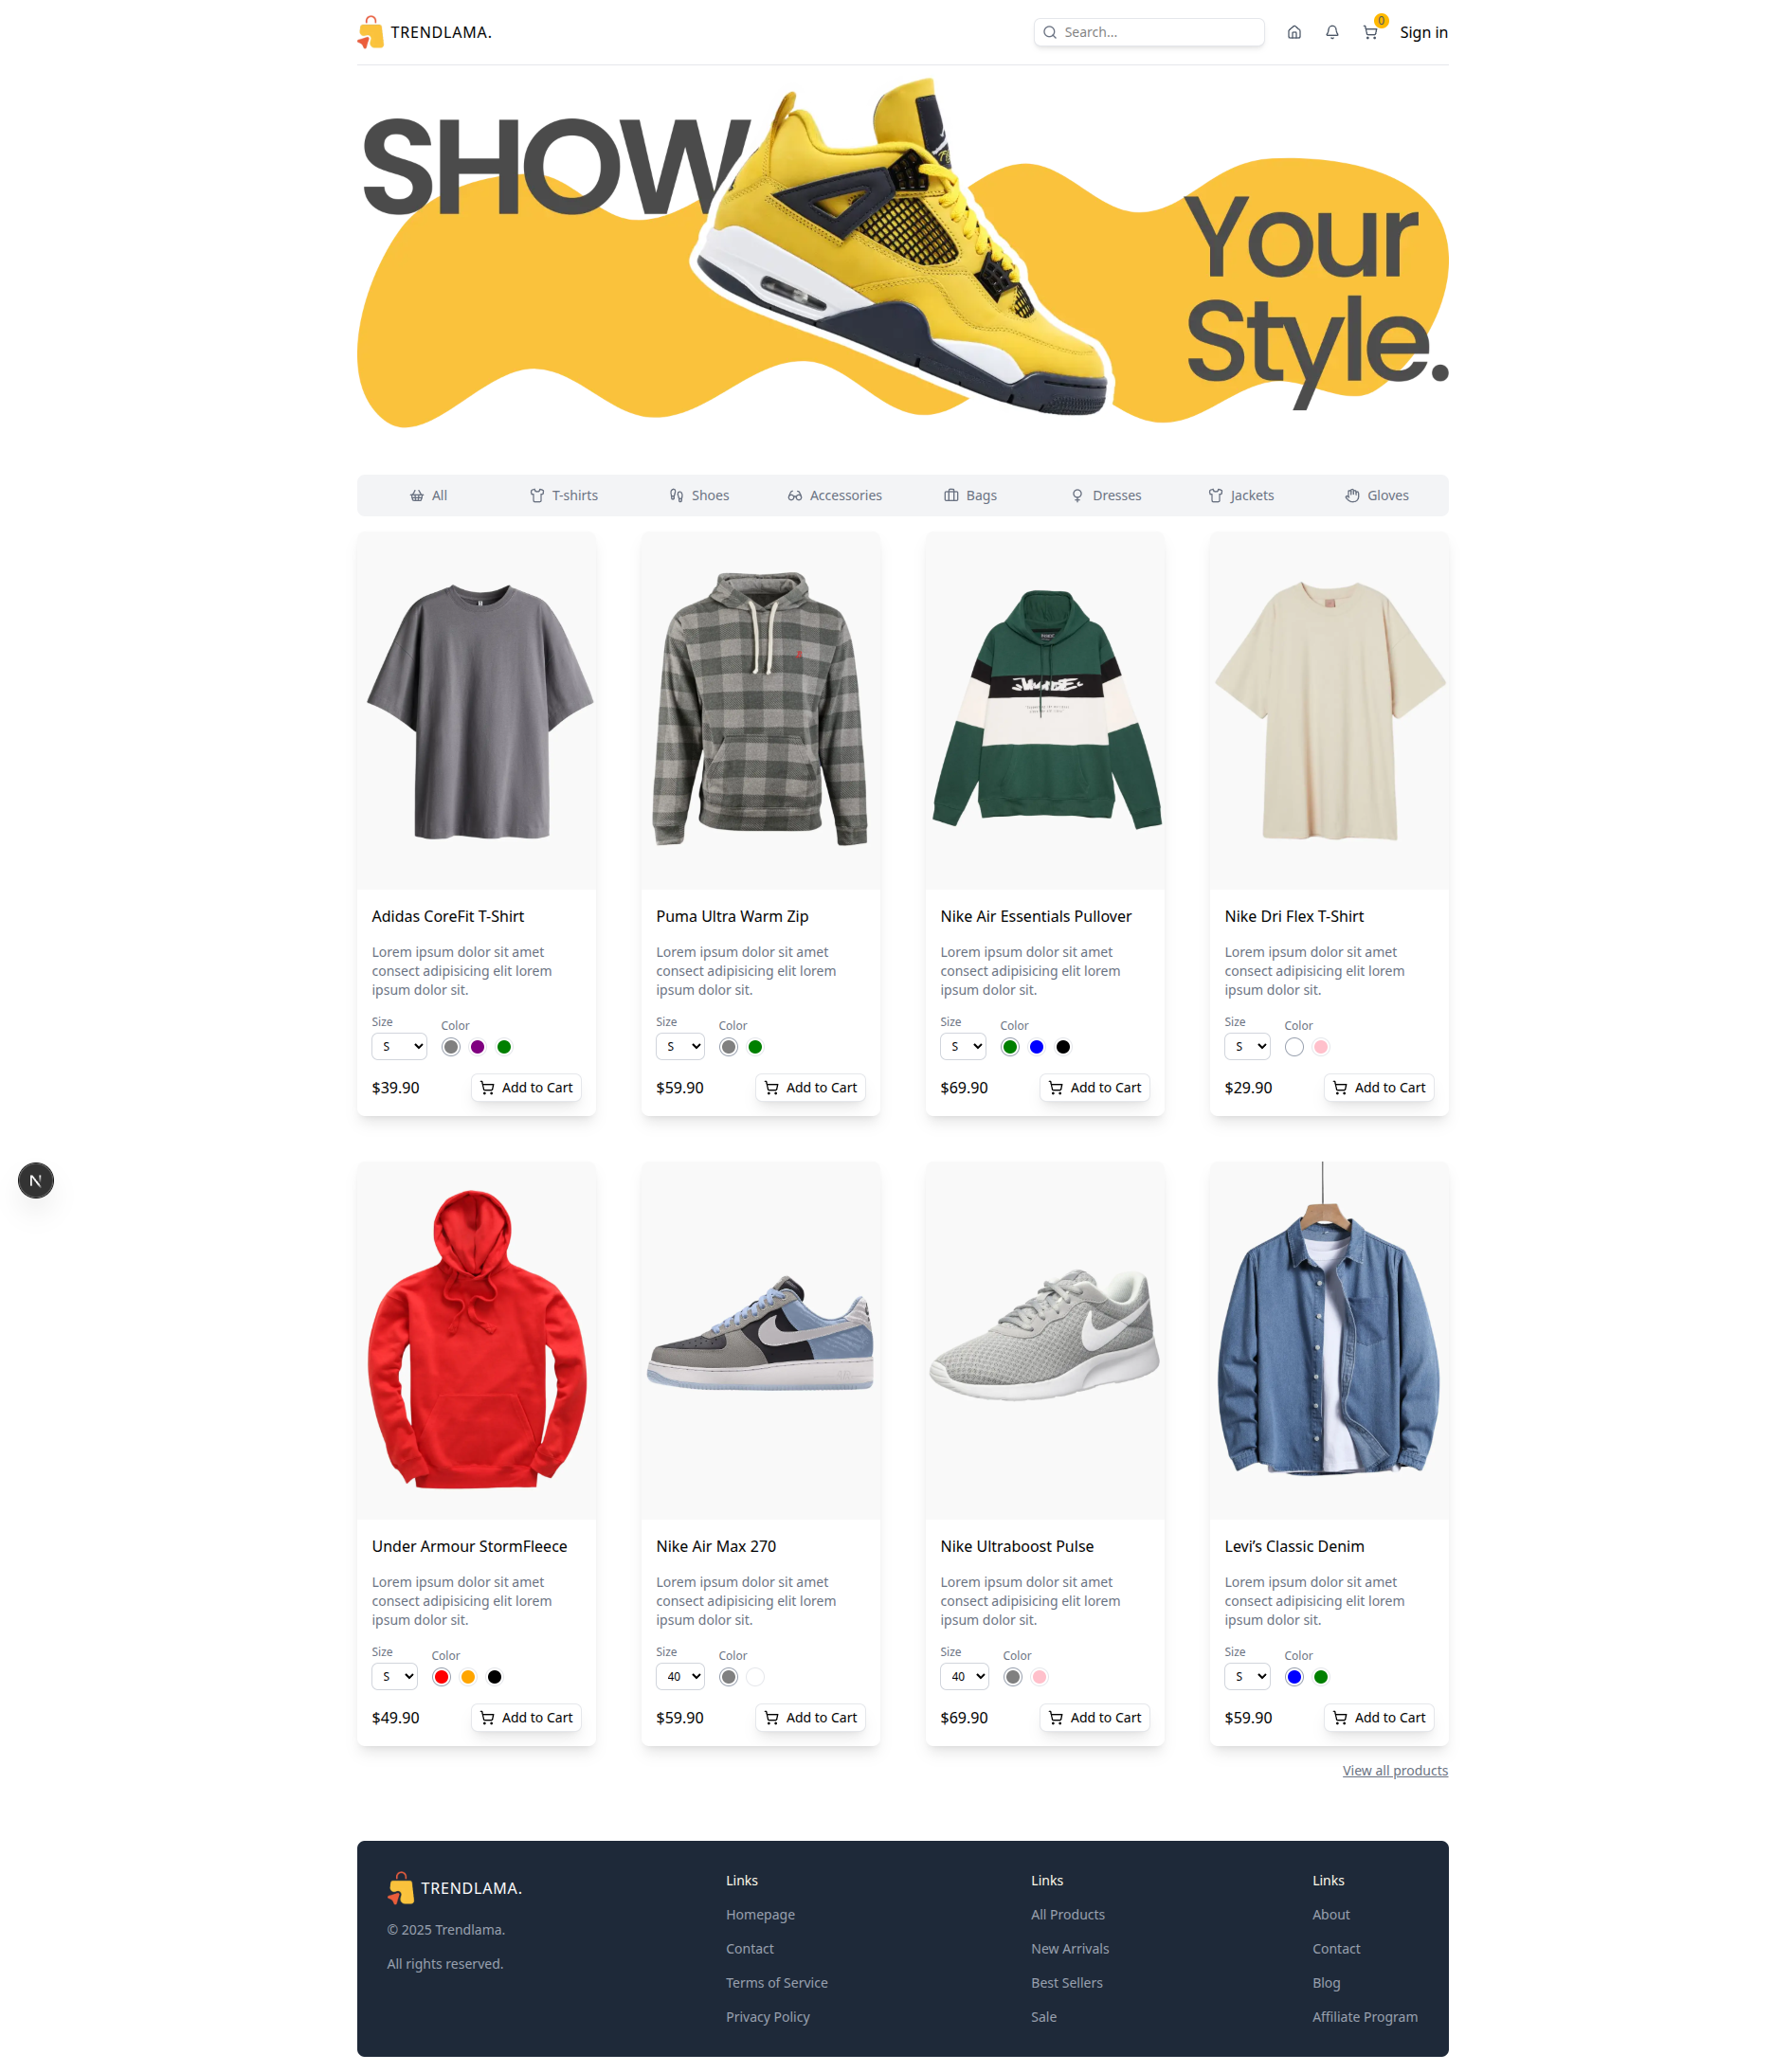 TRENDLAMA.
Search...
0
Sign in
SHOW
Your
Style.
All
T-shirts
Shoes
Accessories
Bags
Dresses
Jackets
Gloves
Adidas CoreFit T-Shirt
Lorem ipsum dolor sit amet
consect adipisicing elit lorem
ipsum dolor sit.
Size
Color
S
$39.90
Add to Cart
Puma Ultra Warm Zip
Lorem ipsum dolor sit amet
consect adipisicing elit lorem
ipsum dolor sit.
Size
Color
S
$59.90
Add to Cart
Nike Air Essentials Pullover
Lorem ipsum dolor sit amet
consect adipisicing elit lorem
ipsum dolor sit.
Size
Color
S
$69.90
Add to Cart
Nike Dri Flex T-Shirt
Lorem ipsum dolor sit amet
consect adipisicing elit lorem
ipsum dolor sit.
Size
Color
S
$29.90
Add to Cart
N
Under Armour StormFleece
Lorem ipsum dolor sit amet
consect adipisicing elit lorem
ipsum dolor sit.
Size
Color
S
$49.90
Add to Cart
Nike Air Max 270
Lorem ipsum dolor sit amet
consect adipisicing elit lorem
ipsum dolor sit.
Size
Color
40
$59.90
Add to Cart
Nike Ultraboost Pulse
Lorem ipsum dolor sit amet
consect adipisicing elit lorem
ipsum dolor sit.
Size
Color
40
$69.90
Add to Cart
Levi’s Classic Denim
Lorem ipsum dolor sit amet
consect adipisicing elit lorem
ipsum dolor sit.
Size
Color
S
$59.90
Add to Cart
View all products
TRENDLAMA.
© 2025 Trendlama.
All rights reserved.
Links
Homepage
Contact
Terms of Service
Privacy Policy
Links
All Products
New Arrivals
Best Sellers
Sale
Links
About
Contact
Blog
Affiliate Program